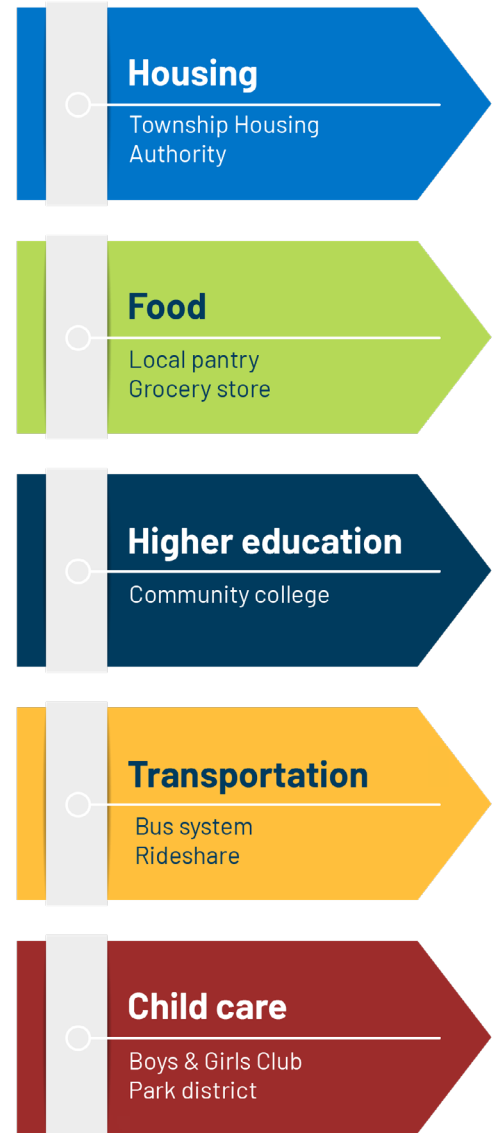 Housing
Township Housing
Authority
Food
Local pantry
Grocery store
Higher education
Community college
Transportation
Bus system
Rideshare
Child care
Boys & Girls Club
Park district